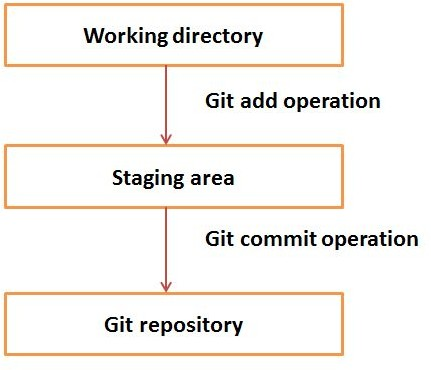 Working directory
Git add operation
Staging area
Git commit operation
Git repository